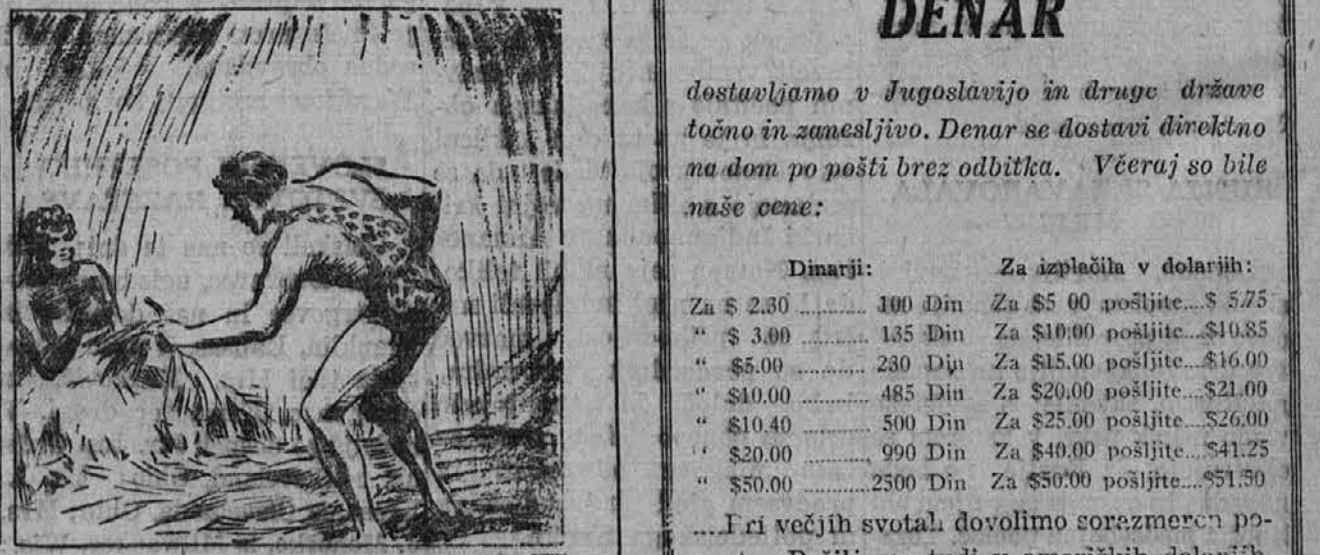 DENAR
dostavljamo v Jugoslavijo in druge države
točno in zanesljivo. Denar se dostavi direktno
na dom po pošti brez odbitka. Včeraj so bile
naše cene:
Dinarji:
Za $ 2.30 ........... 100 Din
“ $ 3.00 ........... 135 Din
“ $5.00 ........... 230 Din
“ $10.00 ........... 485 Din
“ $10.40 ........... 500 Din
“ $20.00 ........... 990 Din
“ $50.00 ........... 2500 Din
Za izplačila v dolarjih:
Za $5 00 pošljite....$ 5.75
Za $10.00 pošljite....$10.85
Za $15.00 pošljite....$16.00
Za $20.00 pošljite....$21.00
Za $25.00 pošljite....$26.00
Za $40.00 pošljite....$41.25
Za $50.00 pošljite....$51.50
....Pri večjih svotah dovolimo sorazmeren po-
tudi v ameriških dolarjih